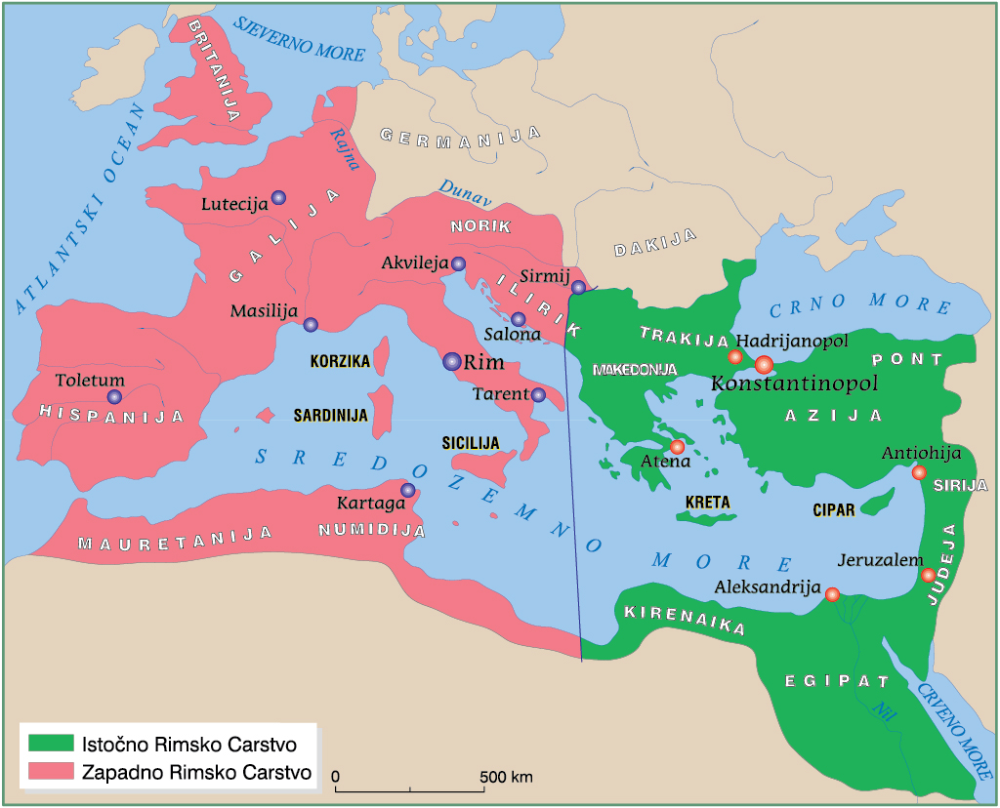 BRITANIJA
SJEVERNO MORE
ATLANTSKI OCEAN
Rajna
GERMANIJA
Lutecija
GALIJA
Dunav
NORIK
DAKIJA
Akvileja
Sirmij
ILIRIK
Masilija
Salona
CRNO MORE
KORZIKA
Rim
TRAKIJA
Hadrijanopol
PONT
MAKEDONIJA
Konstantinopol
Toletum
Tarent
HISPANIJA
SARDINIJA
AZIJA
SICILIJA
Atena
Antiohija
SREDOZEMNO MORE
SIRIJA
Kartaga
KRETA
CIPAR
MAURETANIJA
NUMIDIJA
Jeruzalem
JUDEJA
Aleksandrija
KIRENAIKA
EGIPAT
Nil
CRVENO MORE
Istočno Rimsko Carstvo
Zapadno Rimsko Carstvo
0 500 km